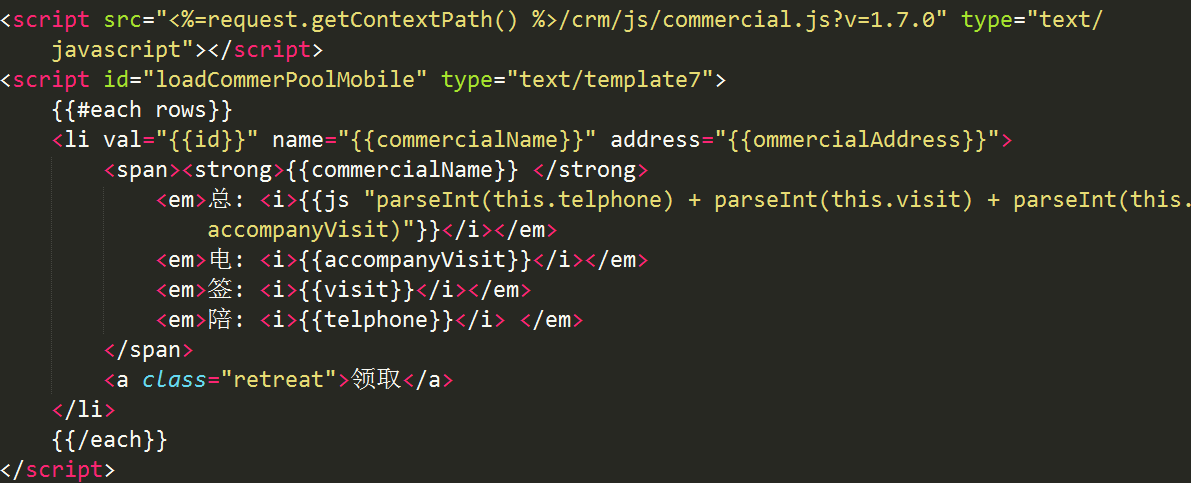 <script src="<%=request.getContextPath() %>/crm/js/commercial.js?v=1.7.0" type="text/
javascript"></script>
<script id="loadCommerPoolMobile" type="text/template7">
{{#each rows}}
<li val="{{id}}" name="{{commercialName}}" address="{{ommercialAddress}}">
<span><strong>{{commercialName}} </strong>
<em>总: <i>{{js "parseInt(this.telphone) + parseInt(this.visit) + parseInt(this.
accompanyVisit)"}}</i></em>
<em>电: <i>{{accompanyVisit}}</i></em>
<em>签: <i>{{visit}}</i></em>
<em>陪: <i>{{telphone}}</i> </em>
</span>
<a class="retreat">领取</a>
</li>
{{/each}}
</script>